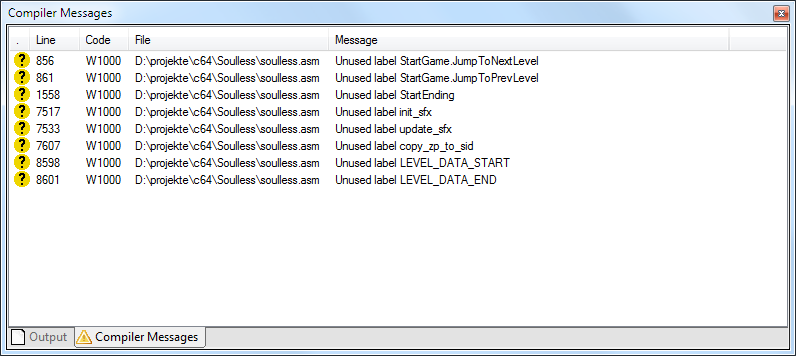 Compiler Messages
. Line Code File Message
856 W1000 D:\projekte\c64\Soulless\soulless.asm Unused label StartGame.JumpToNextLevel
861 W1000 D:\projekte\c64\Soulless\soulless.asm Unused label StartGame.JumpToPrevLevel
1558 W1000 D:\projekte\c64\Soulless\soulless.asm Unused label StartEnding
7517 W1000 D:\projekte\c64\Soulless\soulless.asm Unused label init_sfx
7533 W1000 D:\projekte\c64\Soulless\soulless.asm Unused label update_sfx
7607 W1000 D:\projekte\c64\Soulless\soulless.asm Unused label copy_zp_to_sid
8598 W1000 D:\projekte\c64\Soulless\soulless.asm Unused label LEVEL_DATA_START
8601 W1000 D:\projekte\c64\Soulless\soulless.asm Unused label LEVEL_DATA_END
Output Compiler Messages